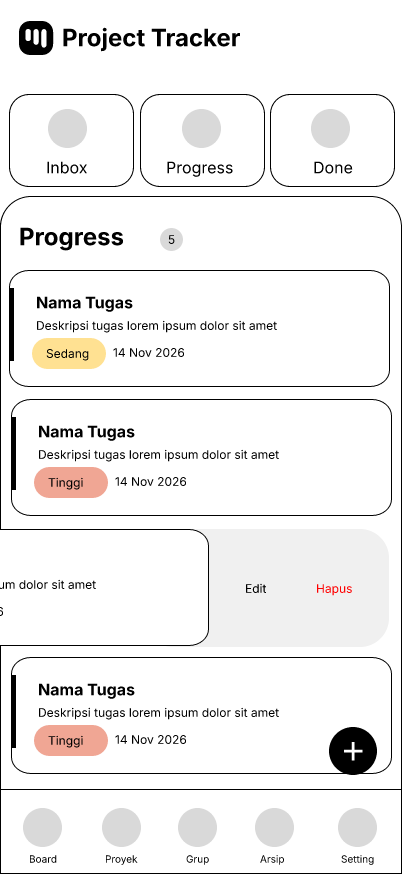 Project Tracker
Inbox
Progress
Done
Progress
5
Nama Tugas
Deskripsi tugas lorem ipsum dolor sit amet
Sedang
14 Nov 2026
Nama Tugas
Deskripsi tugas lorem ipsum dolor sit amet
Tinggi
14 Nov 2026
um dolor sit amet
6
Edit
Hapus
Nama Tugas
Deskripsi tugas lorem ipsum dolor sit amet
Tinggi
14 Nov 2026
Board
Proyek
Grup
Arsip
Setting